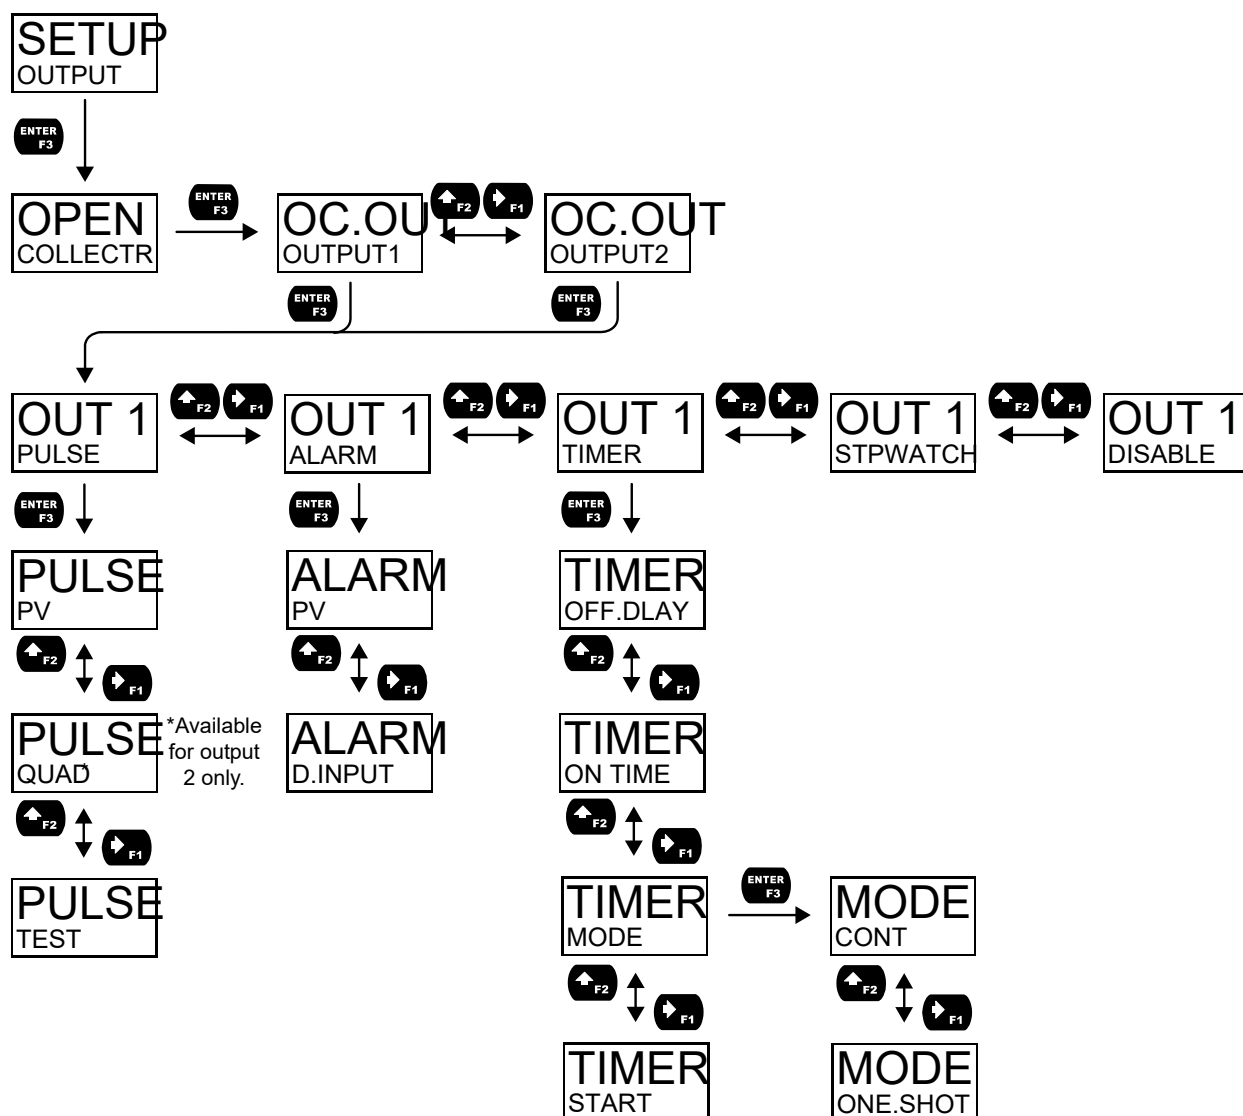 SETUP
OUTPUT
ENTER
F3
OPEN
COLLECTR
ENTER
F3
OC.OUT
OUTPUT1
F2
F1
OC.OUT
OUTPUT2
ENTER
F3
ENTER
F3
OUT 1
PULSE
F2
F1
OUT 1
ALARM
F2
F1
OUT 1
TIMER
F2
F1
OUT 1
STPWATCH
F2
F1
OUT 1
DISABLE
ENTER
F3
ENTER
F3
ENTER
F3
PULSE
PV
ALARM
PV
TIMER
OFF.DLAY
F2
F1
F2
F1
F2
F1
PULSE
QUAD*
*Available
for output
2 only.
ALARM
D.INPUT
TIMER
ON TIME
F2
F1
F2
F1
PULSE
TEST
TIMER
MODE
ENTER
F3
MODE
CONT
F2
F1
F2
F1
TIMER
START
MODE
ONE.SHOT